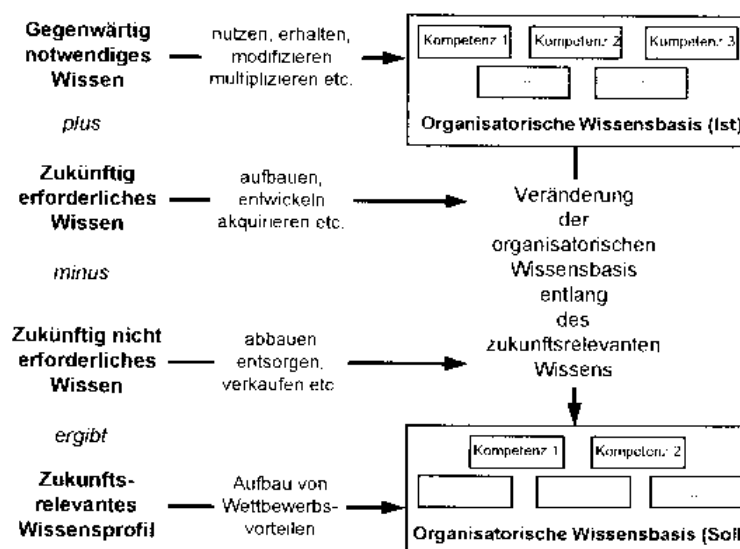 Gegenwärtig
notwendiges
Wissen
nutzen, erhalten,
modifizieren
multiplizieren etc.
Kompetenz 1
Kompetenz 2
Kompetenz 3
...
...
Organisatorische Wissensbasis (Ist)
plus
Zukünftig
erforderliches
Wissen
aufbauen,
entwickeln
akquirieren etc.
Veränderung
der
organisatorischen
Wissensbasis
entlang
des
zukunftsrelevanten
Wissens
minus
Zukünftig nicht
erforderliches
Wissen
abbauen
entsorgen,
verkaufen etc
ergibt
Zukunfts-
relevantes
Wissensprofil
Aufbau von
Wettbewerbs-
vorteilen
Kompetenz 1
Kompetenz 2
...
Organisatorische Wissensbasis (Soll